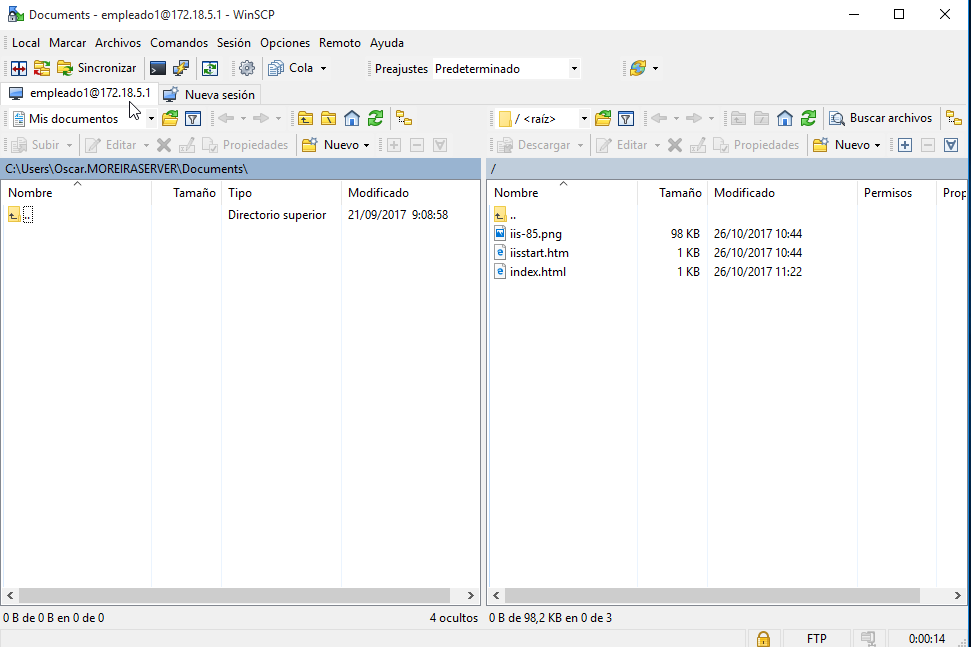 Documents - empleado1@172.18.5.1 - WinSCP
Local Marcar Archivos Comandos Sesión Opciones Remoto Ayuda
Sincronizar Cola Preajustes Predeterminado
empleado1@172.18.5.1 Nueva sesión
Mis documentos / <raíz> Buscar archivos
Subir Editar Propiedades Nuevo Descargar Editar Propiedades Nuevo
C:\Users\Oscar.MOREIRASERVER\Documents\ /
Nombre Tamaño Tipo Modificado Nombre Tamaño Modificado Permisos Prop
.. Directorio superior 21/09/2017 9:08:58 ..
iis-85.png 98 KB 26/10/2017 10:44
iisstart.htm 1 KB 26/10/2017 10:44
index.html 1 KB 26/10/2017 11:22
0 B de 0 B en 0 de 0 4 ocultos 0 B de 98,2 KB en 0 de 3
FTP 0:00:14